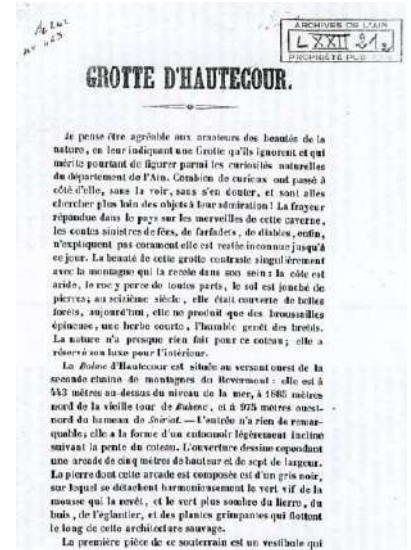 ARCHIVES DE L'AIN
L XXII 21 2
PROPRIÉTÉ PUB
GROTTE D'HAUTECOUR.
Je pense être agréable aux amateurs des beautés de la
nature, en leur indiquant une Grotte qu'ils ignorent et qui
mérite pourtant de figurer parmi les curiosités naturelles
du département de l'Ain. Combien de curieux ont passé à
côté d'elle, sans la voir, sans s'en douter, et sont allés
chercher plus loin des objets à leur admiration! La frayeur
répandue dans le pays sur les merveilles de cette caverne,
les contes sinistres de fées, de farfadets, de diables, enfin,
n'expliquent pas comment elle est restée inconnue jusqu'à
ce jour. La beauté de cette grotte contraste singulièrement
avec la montagne qui la recèle dans son sein: la côte est
aride, le roc y perce de toutes parts, le sol est jonché de
pierres; au seizième siècle, elle était couverte de belles
forêts, aujourd'hui, elle ne produit que des broussailles
épineuse, une herbe courte, l'humble genêt des brebis.
La nature n'a presque rien fait pour ce coteau; elle a
réservé son luxe pour l'intérieur.
La Balme d'Hautecour est située au versant ouest de la
seconde chaîne de montagnes du Revermont: elle est à
443 mètres au-dessus du niveau de la mer, à 1885 mètres
nord de la vieille tour de Buhenc, et à 975 mètres ouest-
nord du hameau de Soiriat. — L'entrée n'a rien de remar-
quable; elle a la forme d'un entonnoir légèrement incliné
suivant la pente du coteau. L'ouverture dessine cependant
une arcade de cinq mètres de hauteur et de sept de largeur.
La pierre dont cette arcade est composée est d'un gris noir,
sur lequel se détachent harmonieusement le vert vif de la
mousse qui la revêt, et le vert plus sombre du lierre, du
buis, de l'églantier, et des plantes grimpantes qui flottent
le long de cette architecture sauvage.
La première pièce de ce souterrain est un vestibule qui